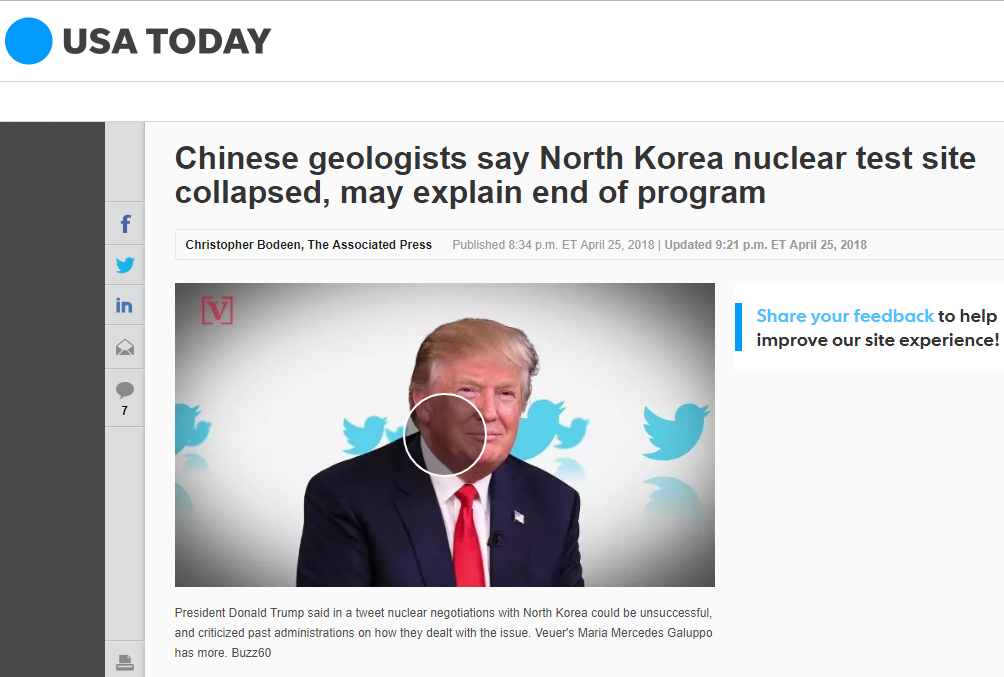 USA TODAY
Chinese geologists say North Korea nuclear test site
collapsed, may explain end of program
Christopher Bodeen, The Associated Press Published 8:34 p.m. ET April 25, 2018 | Updated 9:21 p.m. ET April 25, 2018
f
in
7
V
Share your feedback to help
improve our site experience!
President Donald Trump said in a tweet nuclear negotiations with North Korea could be unsuccessful,
and criticized past administrations on how they dealt with the issue. Veuer's Maria Mercedes Galuppo
has more. Buzz60